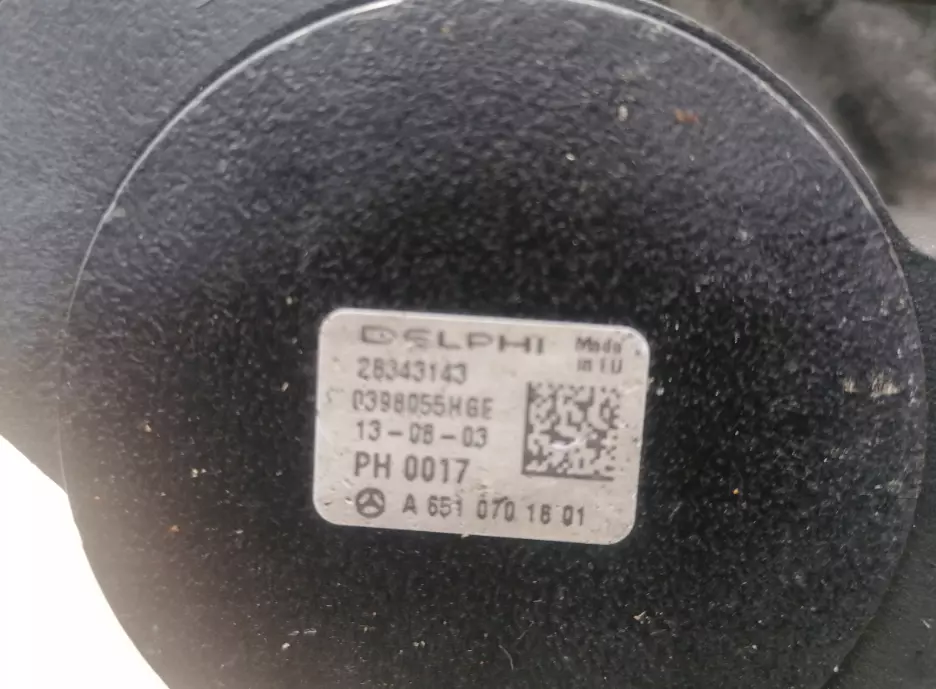 DELPHI Made in EU
28343143
0398055HGE
13-08-03
PH 0017
A 651 070 18 01